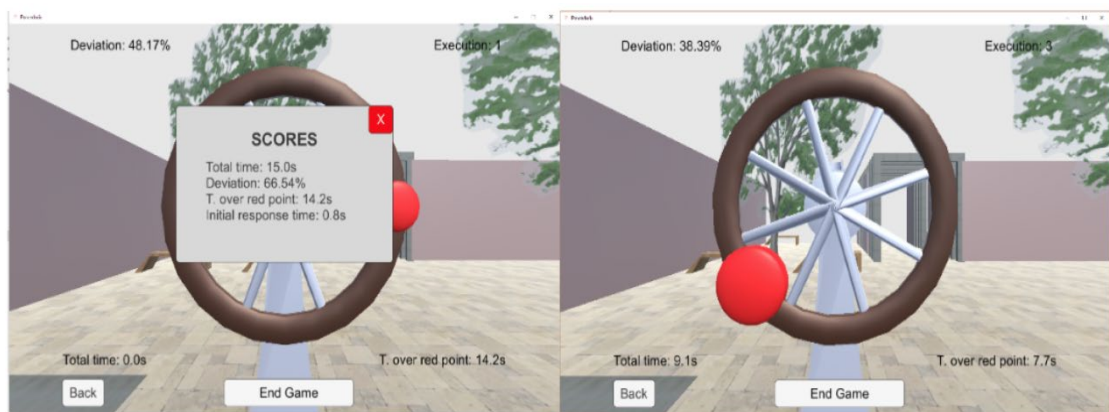 Deviation: 48.17%
Execution: 1
SCORES
X
Total time: 15.0s
Deviation: 66.54%
T. over red point: 14.2s
Initial response time: 0.8s
Total time: 0.0s
T. over red point: 14.2s
Back
End Game
Deviation: 38.39%
Execution: 3
Total time: 9.1s
T. over red point: 7.7s
Back
End Game